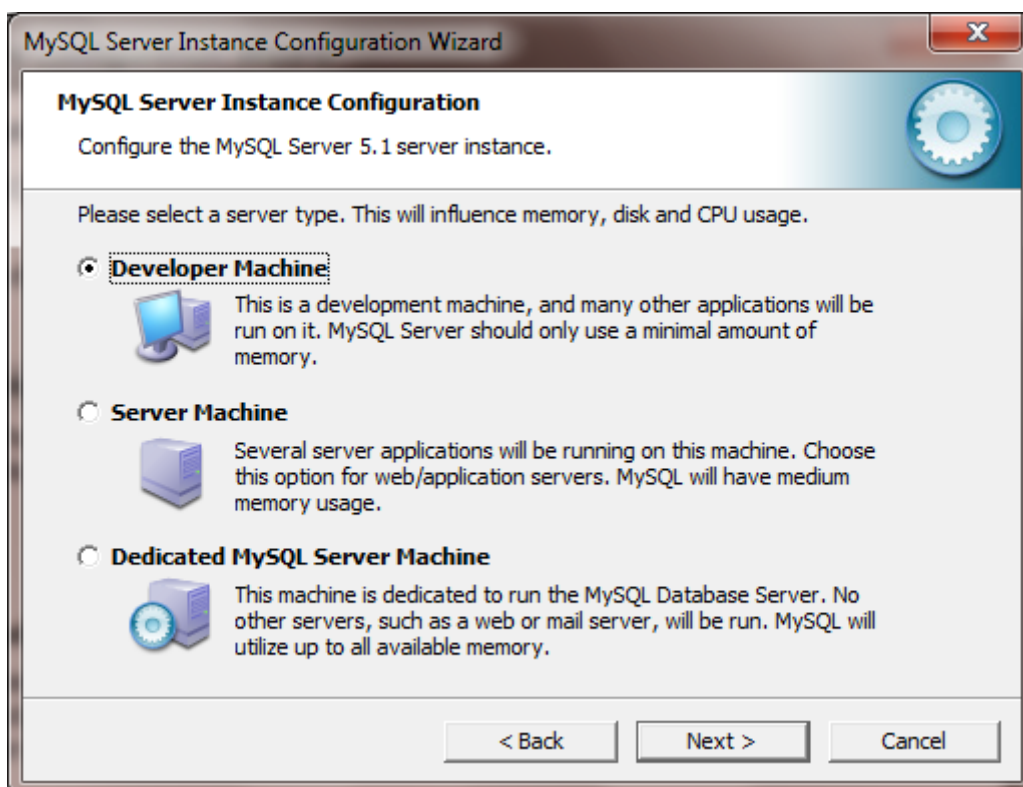 MySQL Server Instance Configuration Wizard
MySQL Server Instance Configuration
Configure the MySQL Server 5.1 server instance.
Please select a server type. This will influence memory, disk and CPU usage.
Developer Machine
This is a development machine, and many other applications will be
run on it. MySQL Server should only use a minimal amount of
memory.
Server Machine
Several server applications will be running on this machine. Choose
this option for web/application servers. MySQL will have medium
memory usage.
Dedicated MySQL Server Machine
This machine is dedicated to run the MySQL Database Server. No
other servers, such as a web or mail server, will be run. MySQL will
utilize up to all available memory.
< Back
Next >
Cancel